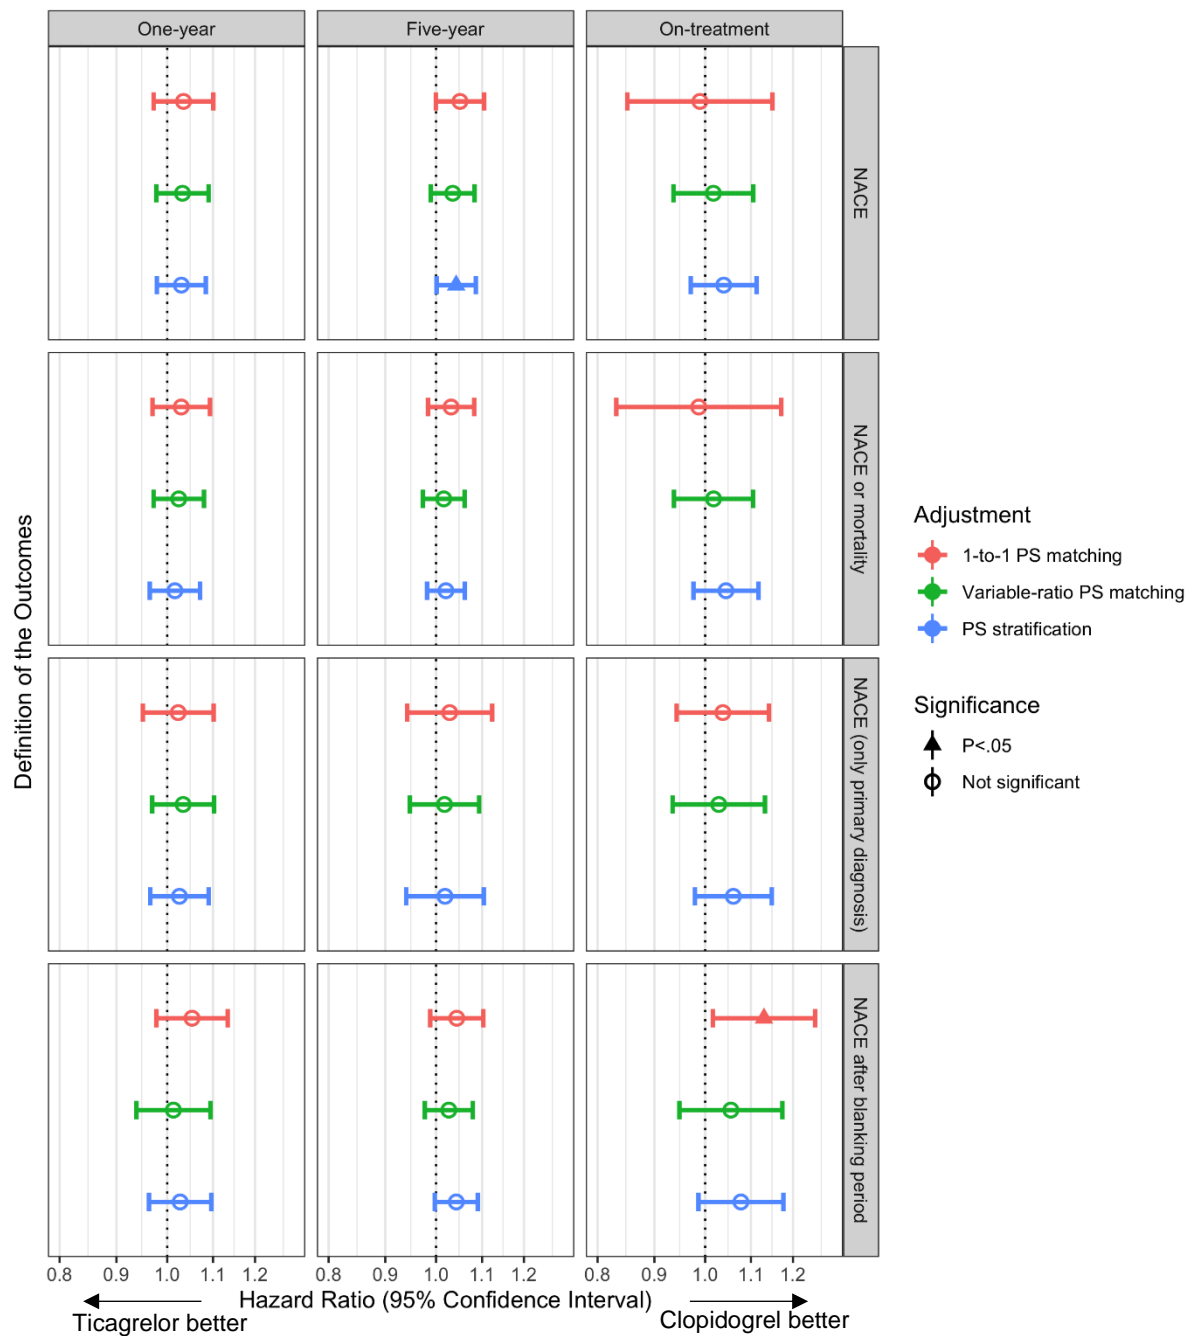 One-year
Five-year
On-treatment
NACE
NACE or mortality
NACE (only primary diagnosis)
NACE after blanking period
Definition of the Outcomes
Adjustment
1-to-1 PS matching
Variable-ratio PS matching
PS stratification
Significance
P<.05
Not significant
0.8 0.9 1.0 1.1 1.2
0.8 0.9 1.0 1.1 1.2
0.8 0.9 1.0 1.1 1.2
Hazard Ratio (95% Confidence Interval)
Ticagrelor better
Clopidogrel better